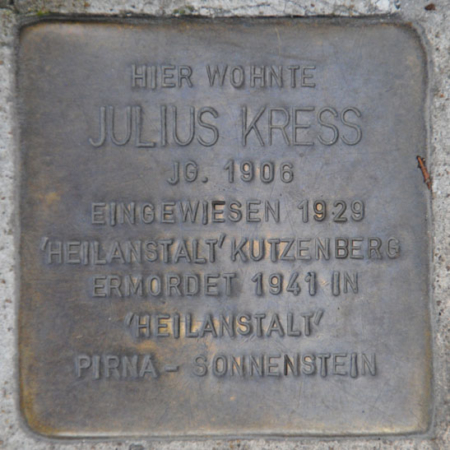 HIER WOHNTE
JULIUS KRESS
JG. 1906
EINGEWIESEN 1929
'HEILANSTALT' KUTZENBERG
ERMORDET 1941 IN
'HEILANSTALT'
PIRNA - SONNENSTEIN